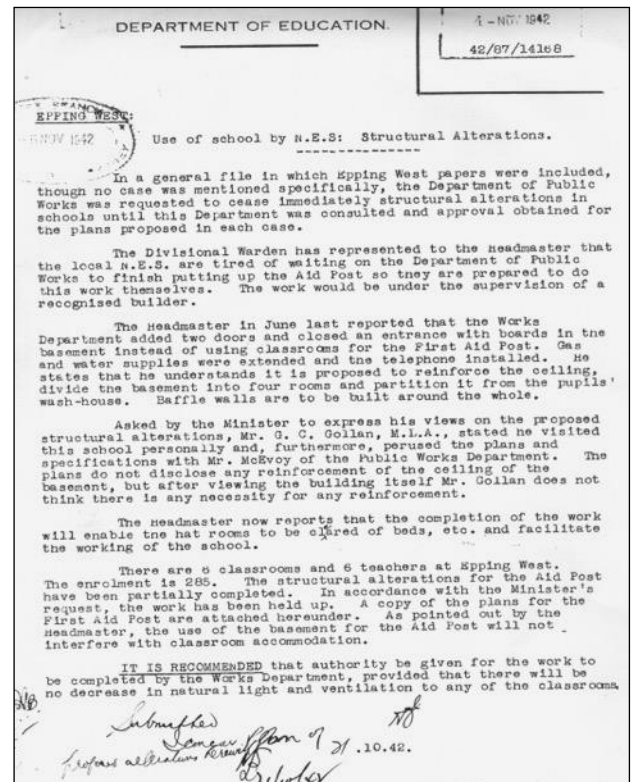 DEPARTMENT OF EDUCATION.
4 - NOV 1942
42/87/14168
EPPING WEST:
NOV 1942
Use of school by N.E.S: Structural Alterations.
In a general file in which Epping West papers were included,
though no case was mentioned specifically, the Department of Public
Works was requested to cease immediately structural alterations in
schools until this Department was consulted and approval obtained for
the plans proposed in each case.
The Divisional Warden has represented to the Headmaster that
the local N.E.S. are tired of waiting on the Department of Public
Works to finish putting up the Aid Post so they are prepared to do
this work themselves. The work would be under the supervision of a
recognised builder.
The Headmaster in June last reported that the Works
Department added two doors and closed an entrance with boards in the
basement instead of using classrooms for the First Aid Post. Gas
and water supplies were extended and the telephone installed. He
states that he understands it is proposed to reinforce the ceiling,
divide the basement into four rooms and partition it from the pupils'
wash-house. Baffle walls are to be built around the whole.
Asked by the Minister to express his views on the proposed
structural alterations, Mr. G. C. Gollan, M.L.A., stated he visited
this school personally and, furthermore, perused the plans and
specifications with Mr. McEvoy of the Public Works Department. The
plans do not disclose any reinforcement of the ceiling of the
basement, but after viewing the building itself Mr. Gollan does not
think there is any necessity for any reinforcement.
The Headmaster now reports that the completion of the work
will enable the hat rooms to be cleared of beds, etc. and facilitate
the working of the school.
There are 6 classrooms and 6 teachers at Epping West.
The enrolment is 285. The structural alterations for the Aid Post
have been partially completed. In accordance with the Minister's
request, the work has been held up. A copy of the plans for the
First Aid Post are attached hereunder. As pointed out by the
Headmaster, the use of the basement for the Aid Post will not
interfere with classroom accommodation.
IT IS RECOMMENDED that authority be given for the work to
be completed by the Works Department, provided that there will be
no decrease in natural light and ventilation to any of the classrooms.
Submitted
21.10.42.